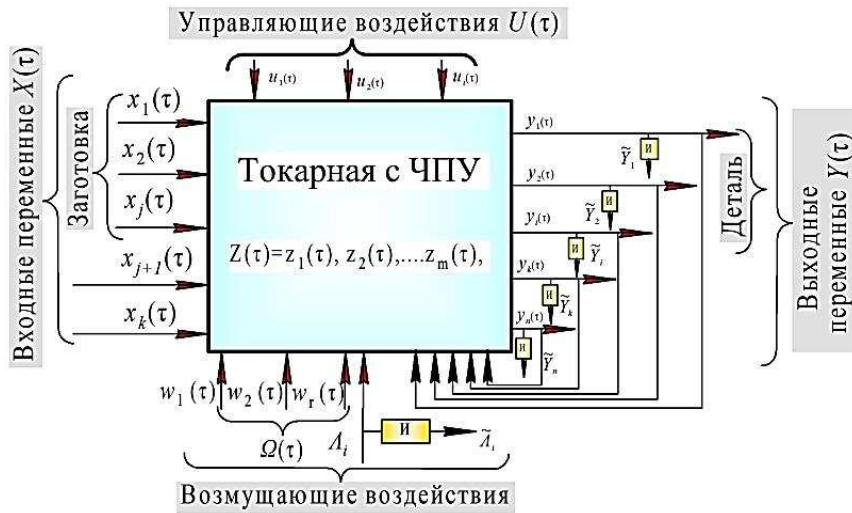 Управляющие воздействия U(τ)
u₁(τ) u₂(τ) uᵢ(τ)
Входные переменные X(τ)
Заготовка
x₁(τ)
x₂(τ)
xⱼ(τ)
xⱼ₊₁(τ)
xₖ(τ)
Токарная с ЧПУ
Z(τ)=z₁(τ), z₂(τ),....zₘ(τ),
y₁(τ)
И Ỹ₁
y₂(τ)
И Ỹ₂
yᵢ(τ)
И Ỹᵢ
yₖ(τ)
И Ỹₖ
yₙ(τ)
И Ỹₙ
Деталь
Выходные
переменные Y(τ)
w₁(τ) w₂(τ) wᵣ(τ)
Ω(τ)
Λᵢ И Λ̃ᵢ
Возмущающие воздействия